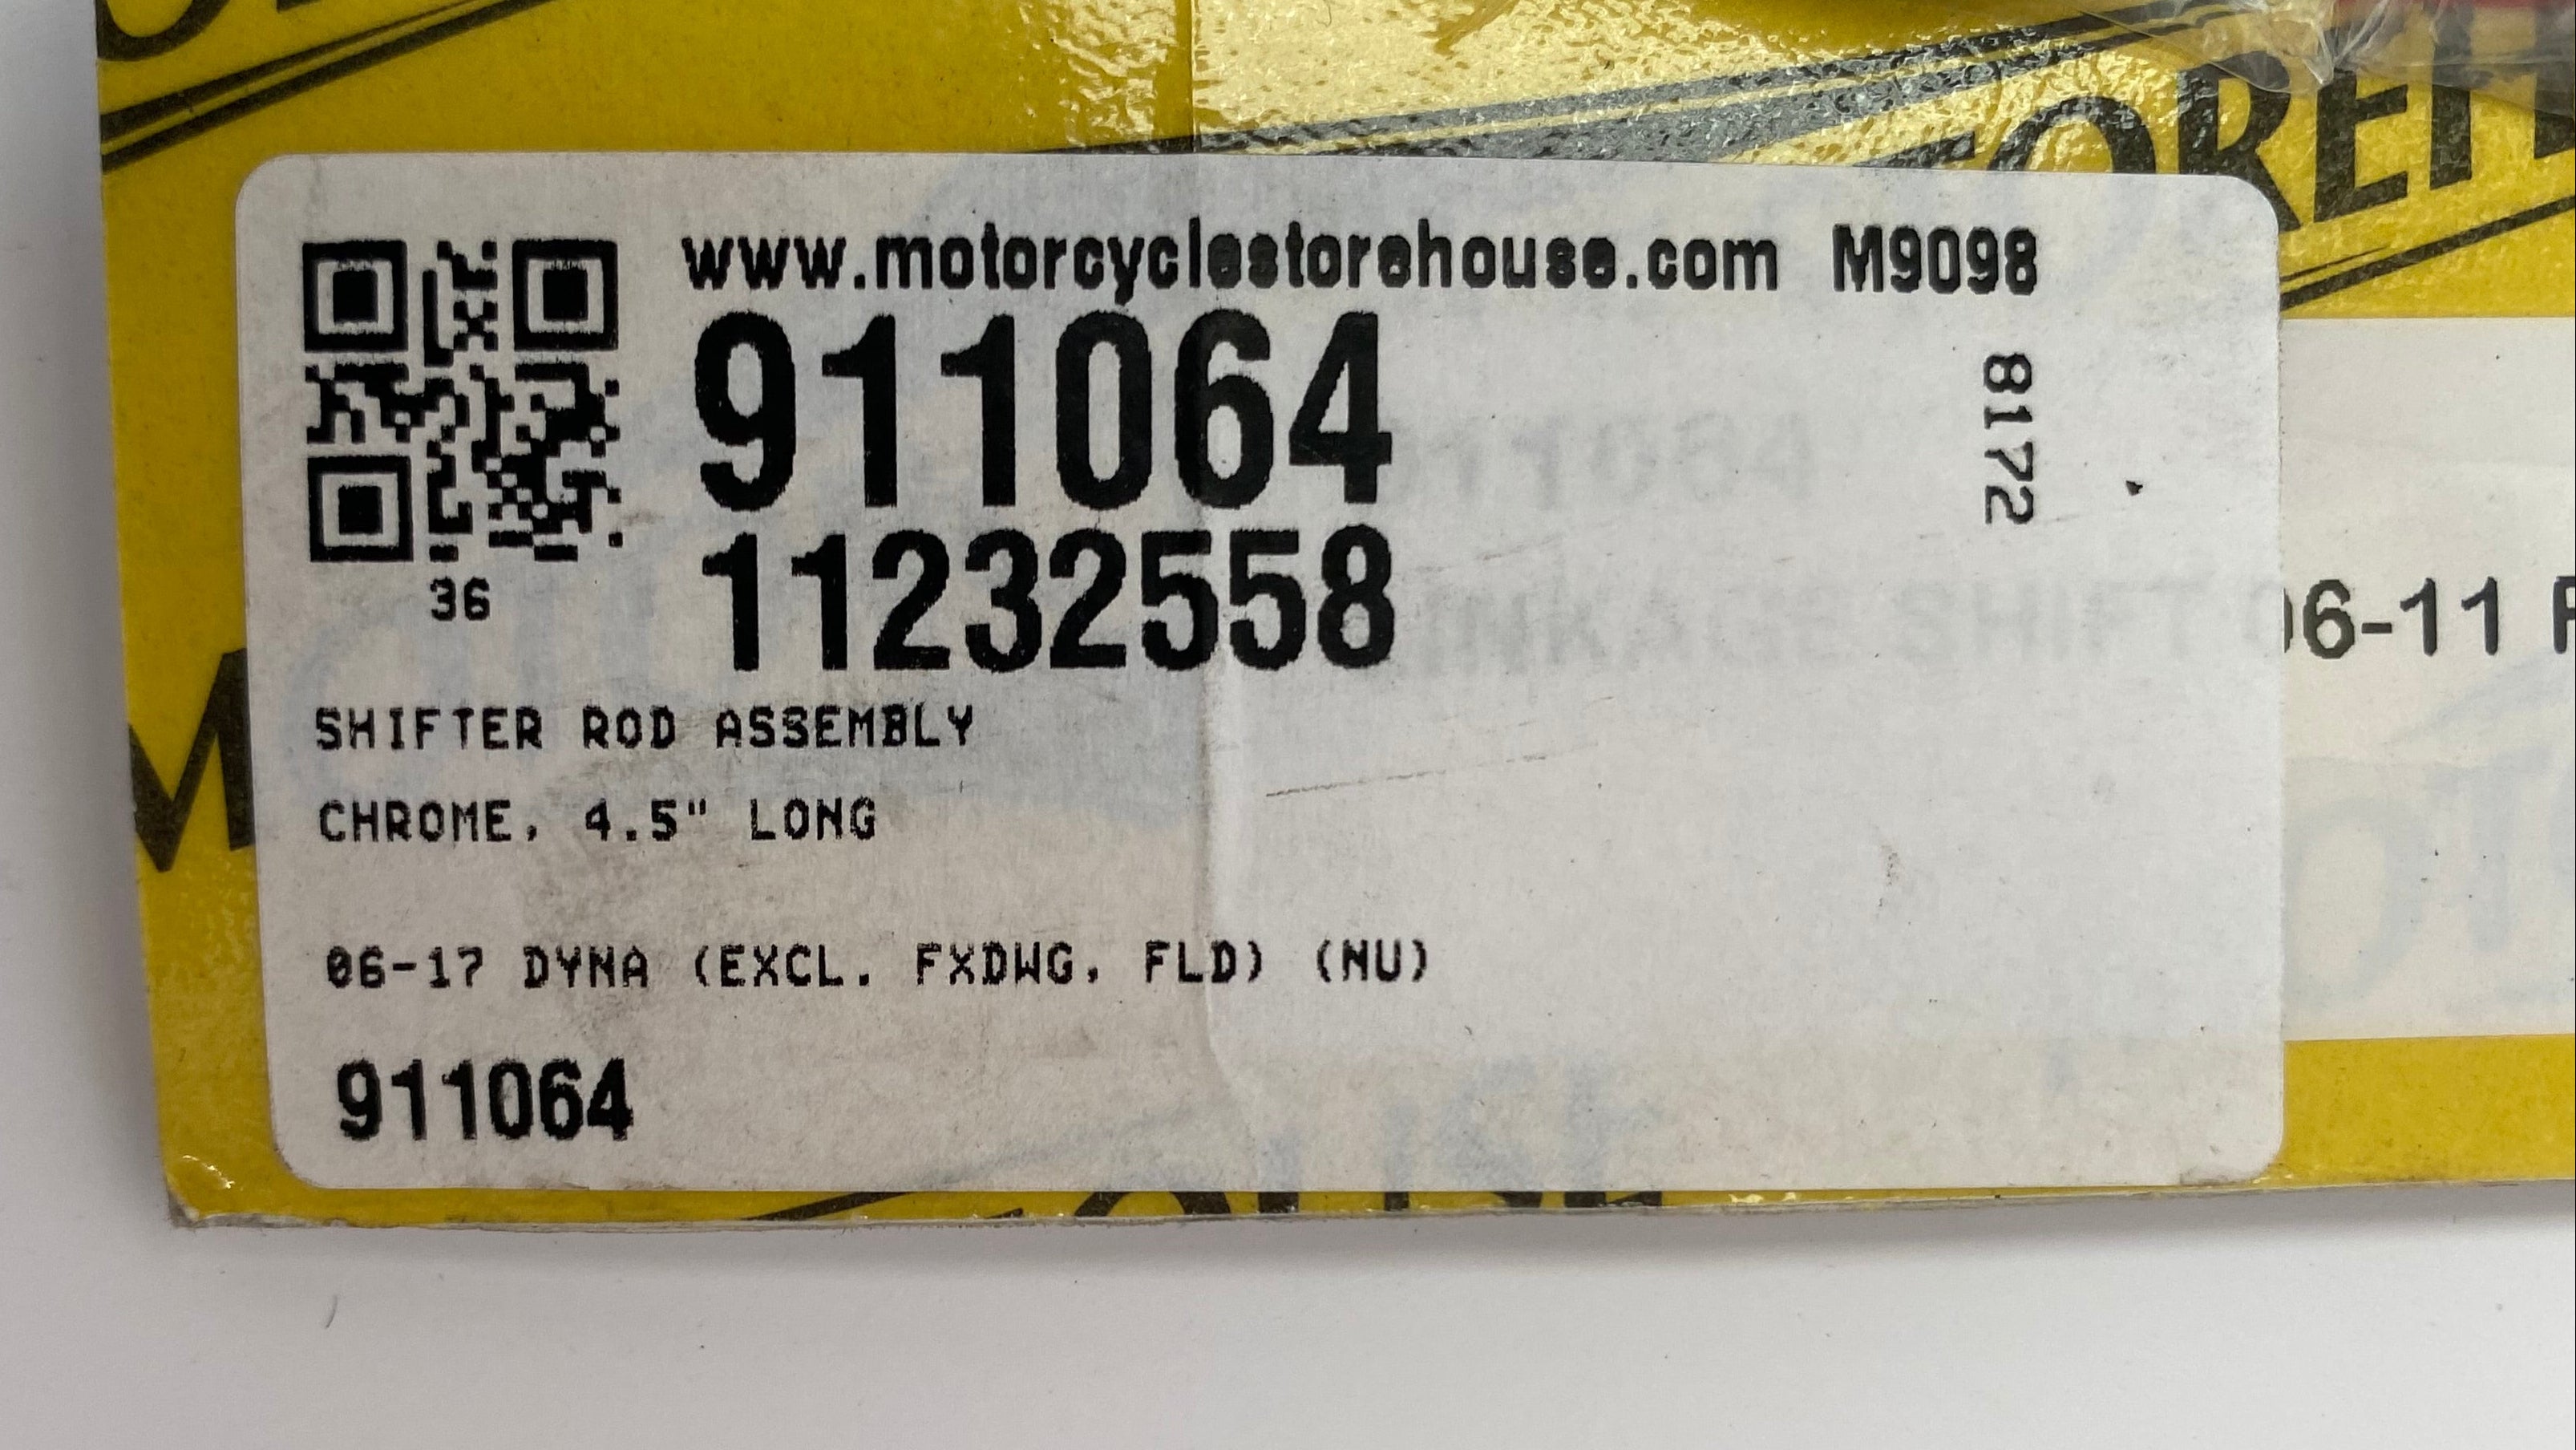 www.motorcyclestorehouse.com M9098
911064
8172
11232558
36
06-11
SHIFTER ROD ASSEMBLY
CHROME, 4.5" LONG
06-17 DYNA (EXCL. FXDWG, FLD) (NU)
911064